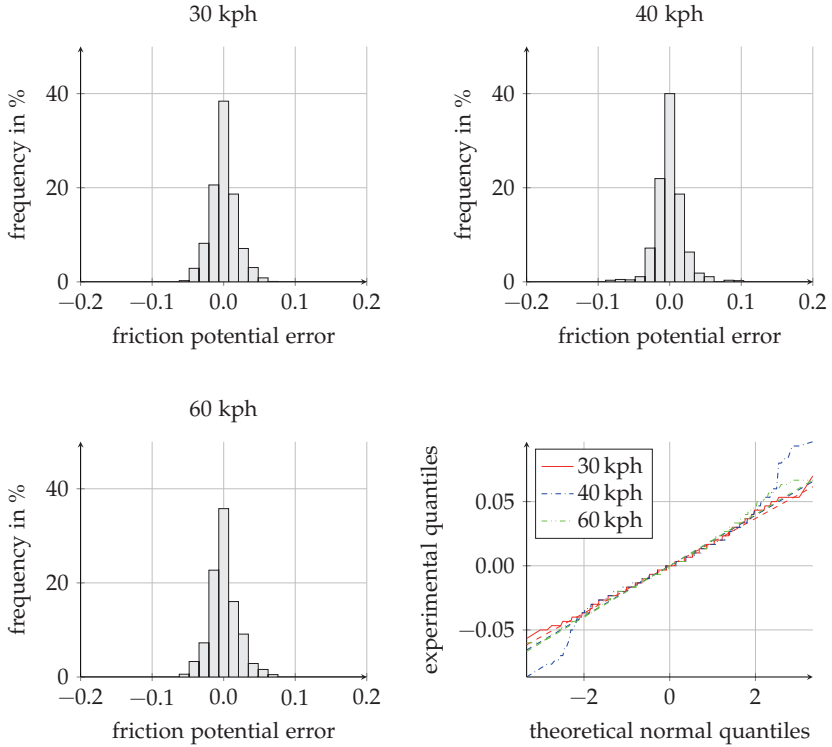 30 kph
40
20
0
frequency in %
−0.2 −0.1 0.0 0.1 0.2
friction potential error
40 kph
40
20
0
frequency in %
−0.2 −0.1 0.0 0.1 0.2
friction potential error
60 kph
40
20
0
frequency in %
−0.2 −0.1 0.0 0.1 0.2
friction potential error
30 kph
40 kph
60 kph
0.05
0.00
−0.05
experimental quantiles
−2 0 2
theoretical normal quantiles